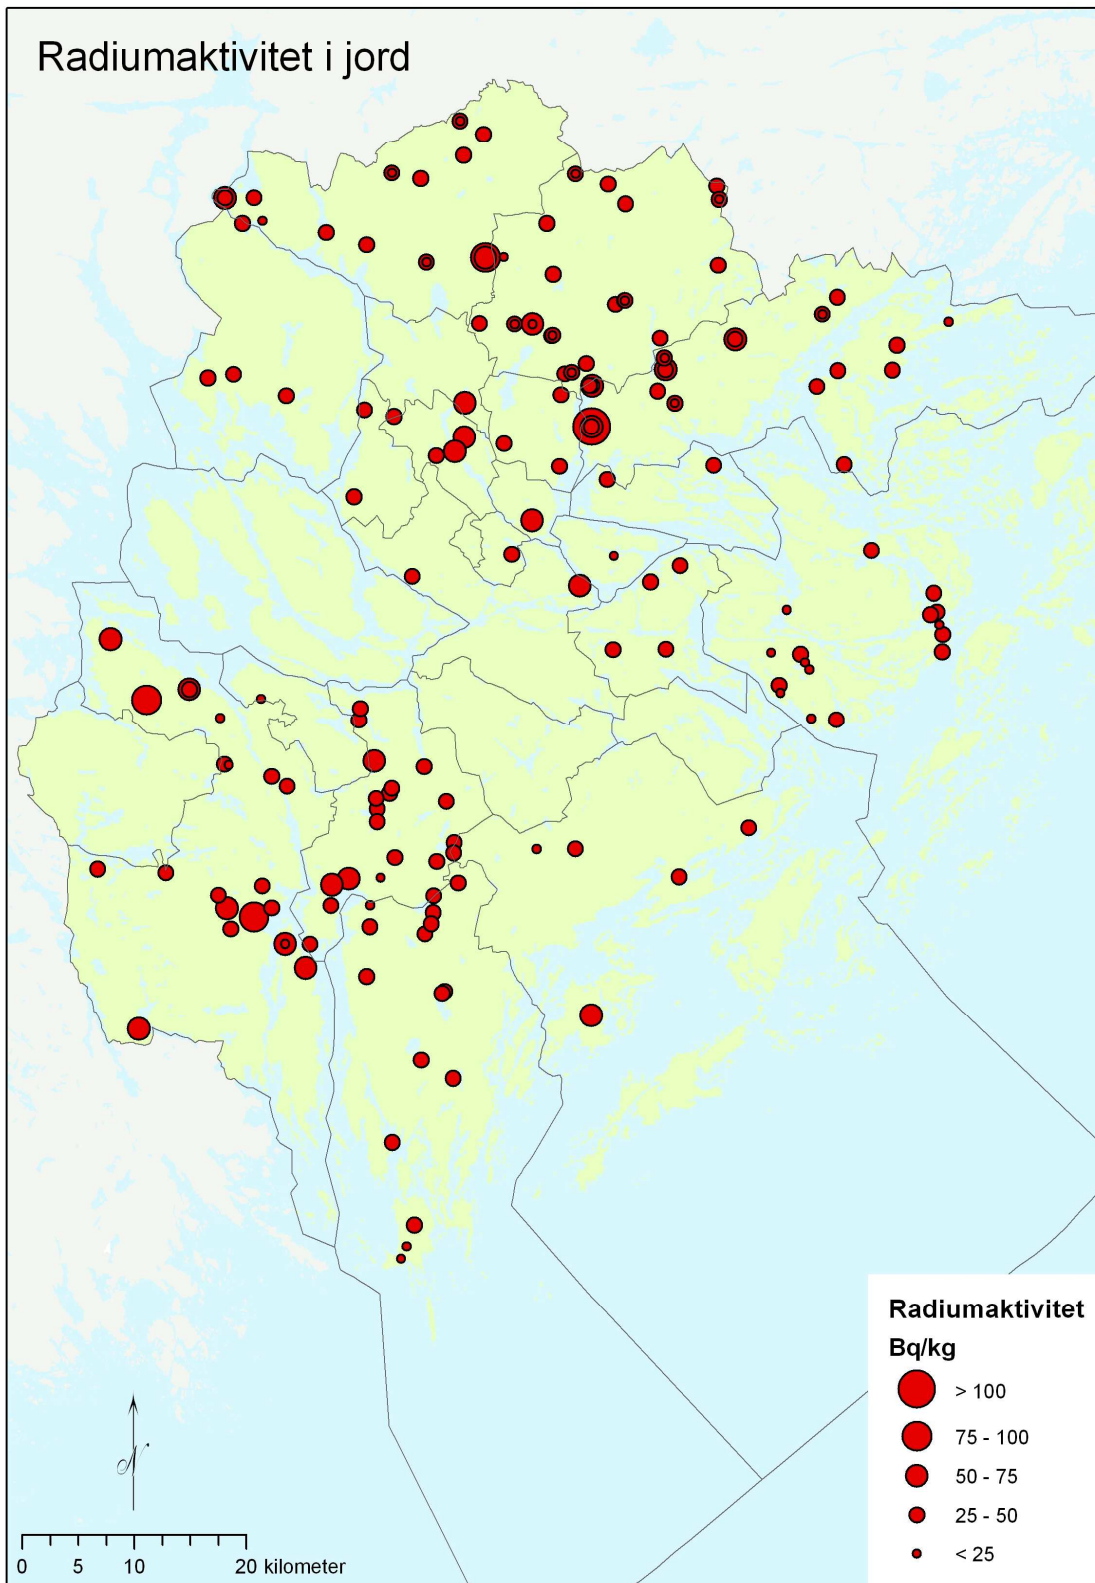 Radiumaktivitet i jord
Radiumaktivitet
Bq/kg
> 100
75 - 100
50 - 75
25 - 50
< 25
N
0 5 10 20 kilometer